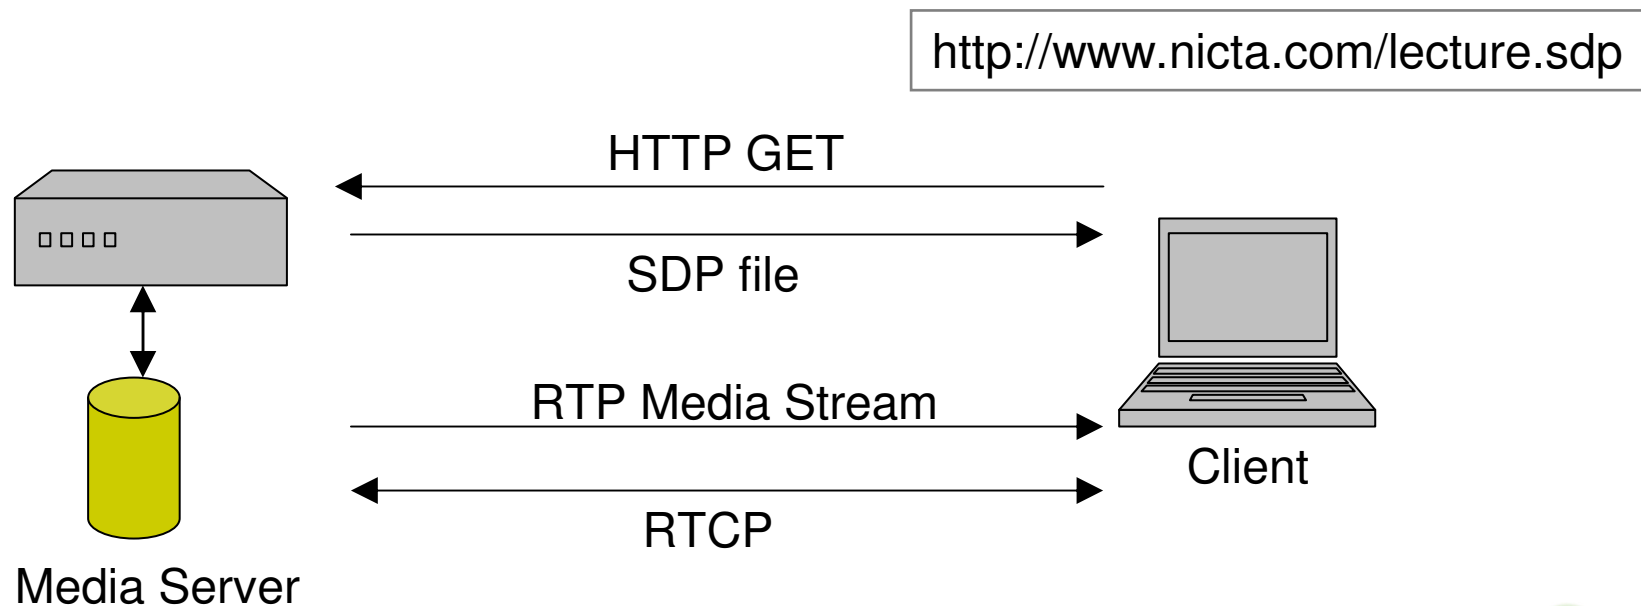 http://www.nicta.com/lecture.sdp
HTTP GET
SDP file
RTP Media Stream
Client
RTCP
Media Server